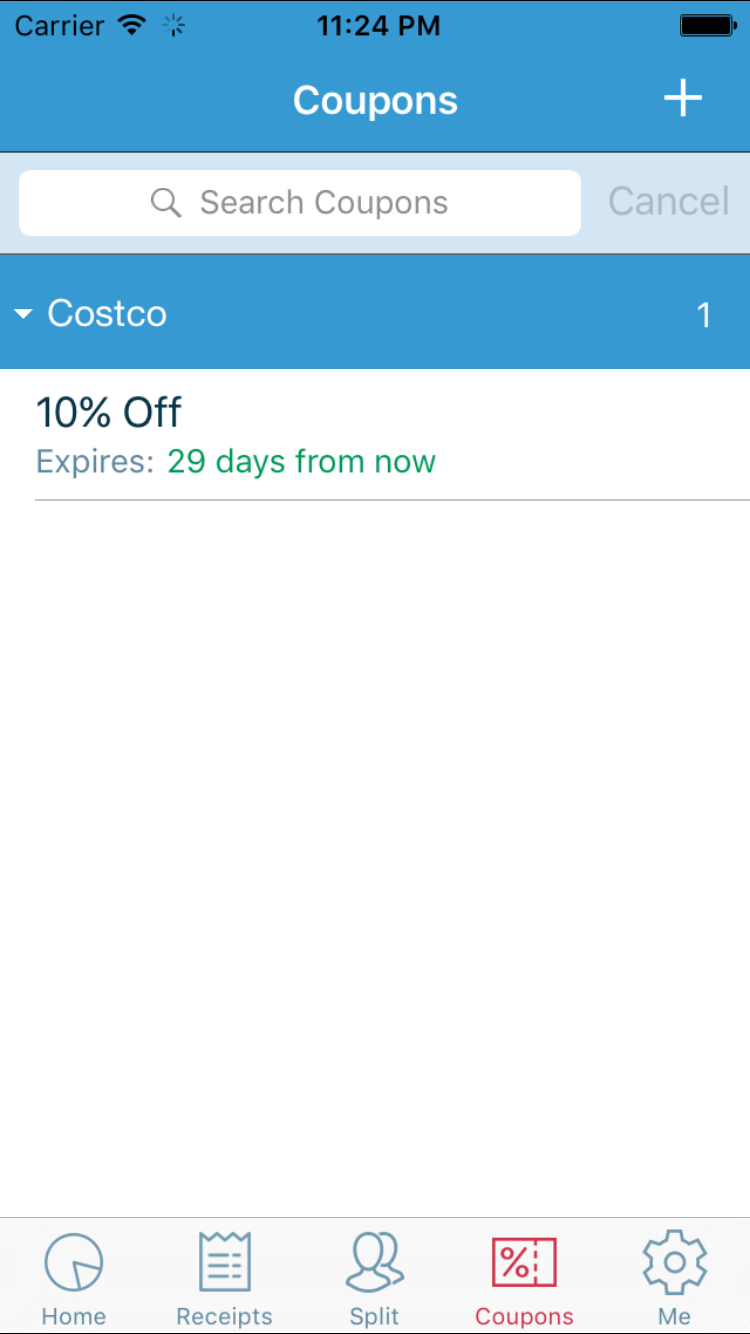 Carrier 11:24 PM
Coupons +
Search Coupons Cancel
Costco 1
10% Off
Expires: 29 days from now
Home Receipts Split Coupons Me